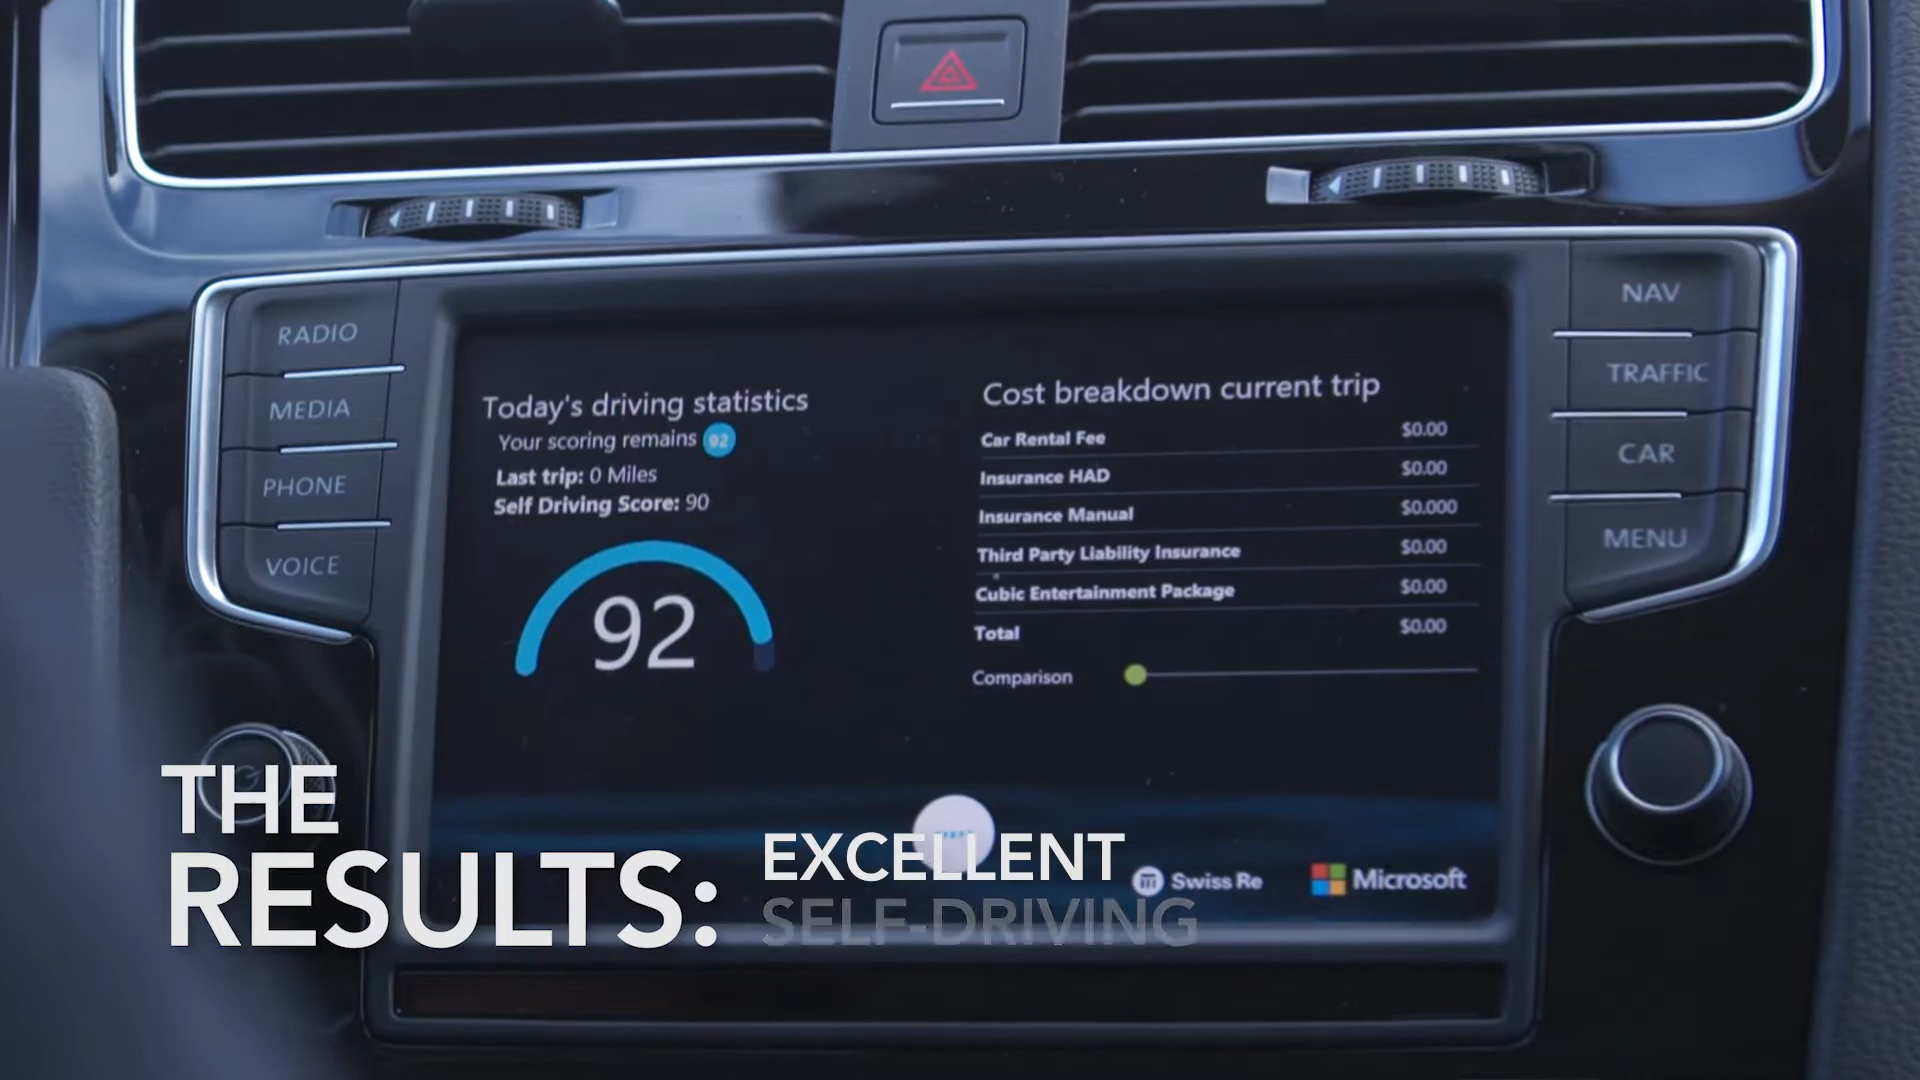 RADIO
MEDIA
PHONE
VOICE
NAV
TRAFFIC
CAR
MENU
Today's driving statistics
Your scoring remains 92
Last trip: 0 Miles
Self Driving Score: 90
92
Cost breakdown current trip
Car Rental Fee $0.00
Insurance HAD $0.00
Insurance Manual $0.000
Third Party Liability Insurance $0.00
Cubic Entertainment Package $0.00
Total $0.00
Comparison
Swiss Re
Microsoft
THE
RESULTS:
EXCELLENT
SELF-DRIVING